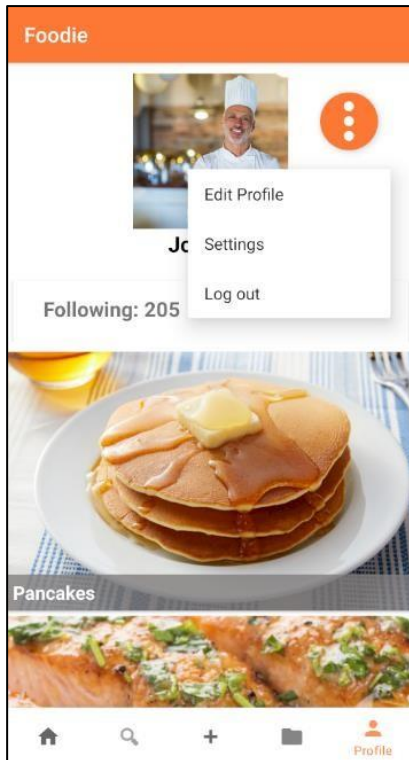 Foodie
Edit Profile
Jo
Settings
Log out
Following: 205
Pancakes
Profile